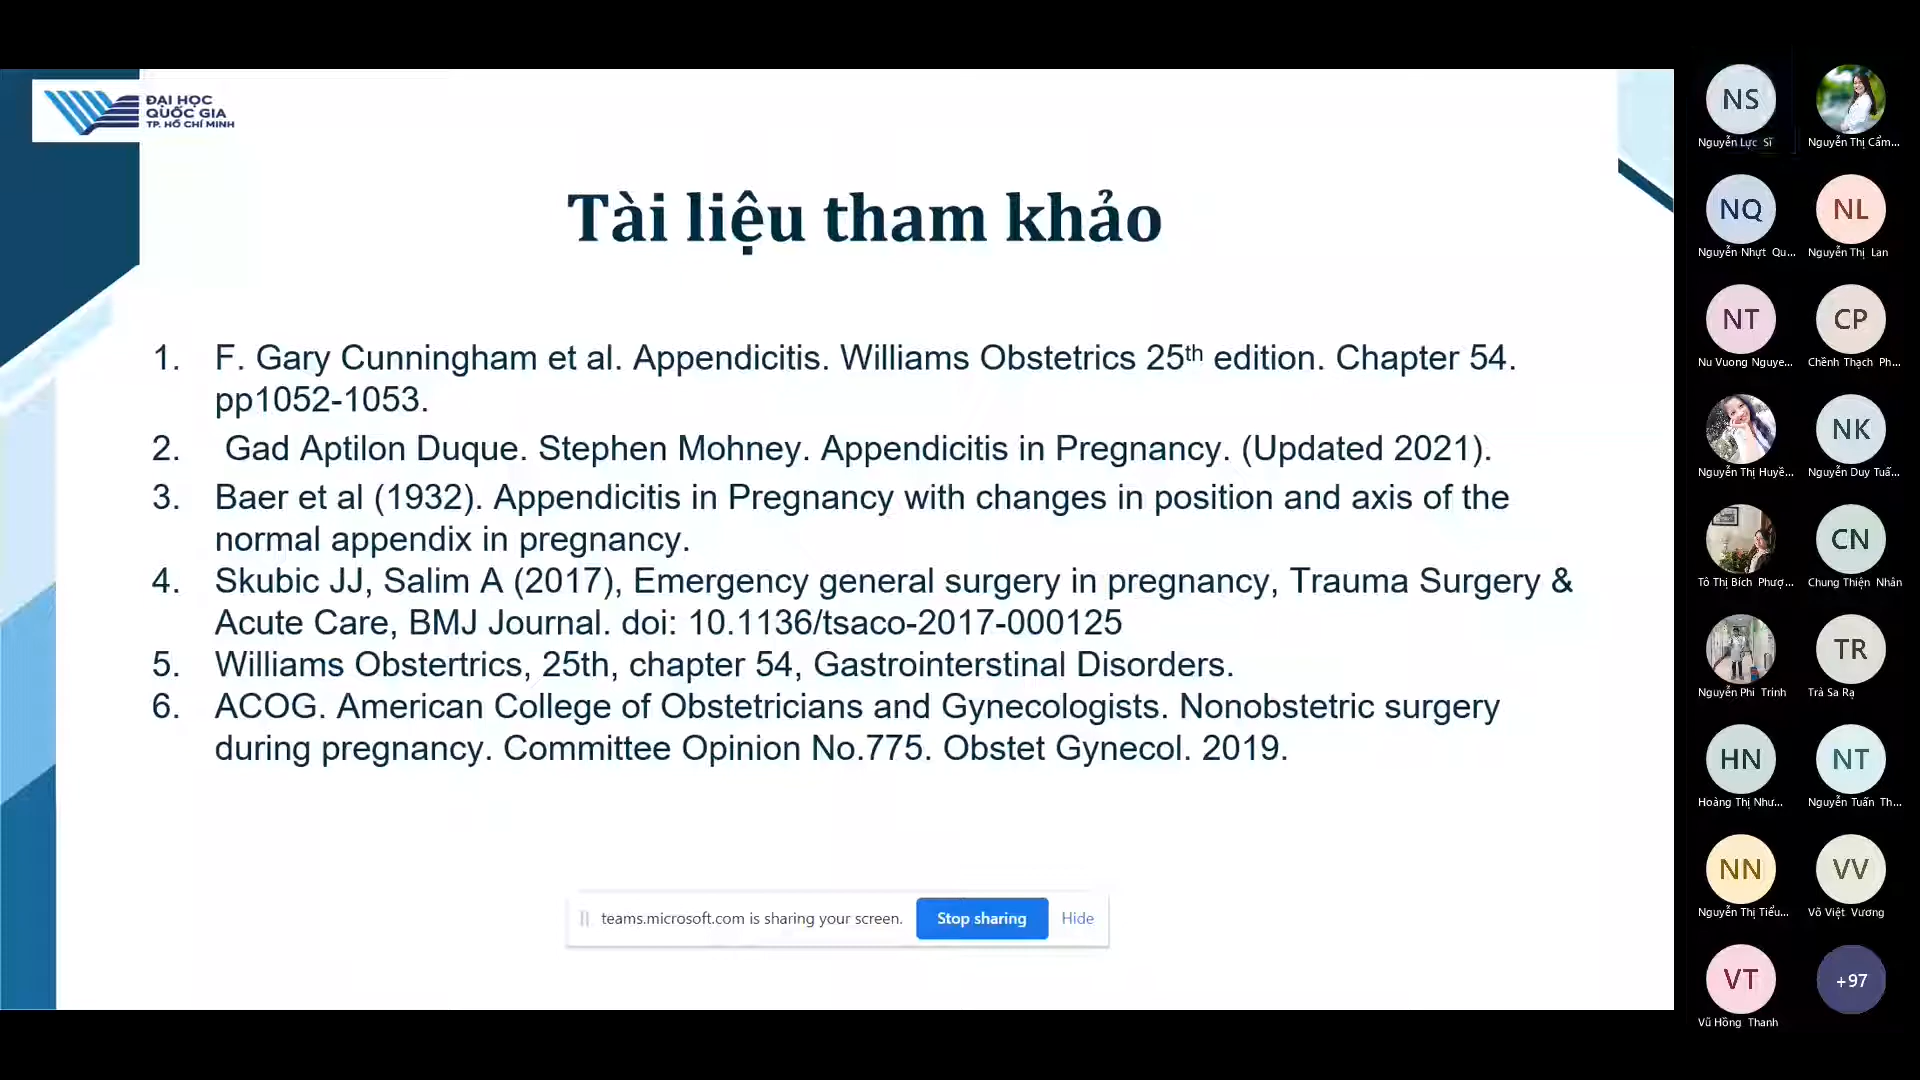 ĐẠI HỌC
QUỐC GIA
TP. HỒ CHÍ MINH
Tài liệu tham khảo
1. F. Gary Cunningham et al. Appendicitis. Williams Obstetrics 25th edition. Chapter 54.
pp1052-1053.
2. Gad Aptilon Duque. Stephen Mohney. Appendicitis in Pregnancy. (Updated 2021).
3. Baer et al (1932). Appendicitis in Pregnancy with changes in position and axis of the
normal appendix in pregnancy.
4. Skubic JJ, Salim A (2017), Emergency general surgery in pregnancy, Trauma Surgery &
Acute Care, BMJ Journal. doi: 10.1136/tsaco-2017-000125
5. Williams Obstertrics, 25th, chapter 54, Gastrointerstinal Disorders.
6. ACOG. American College of Obstetricians and Gynecologists. Nonobstetric surgery
during pregnancy. Committee Opinion No.775. Obstet Gynecol. 2019.
teams.microsoft.com is sharing your screen. Stop sharing Hide
NS
Nguyễn Lực Sĩ Nguyễn Thị Cẩm...
NQ NL
Nguyễn Nhựt Qu... Nguyễn Thị Lan
NT CP
Nu Vuong Nguye... Chềnh Thạch Ph...
NK
Nguyễn Thị Huyề... Nguyễn Duy Tuấ...
CN
Tô Thị Bích Phượ... Chung Thiện Nhân
TR
Nguyễn Phi Trinh Trà Sa Rạ
HN NT
Hoàng Thị Như... Nguyễn Tuấn Th...
NN VV
Nguyễn Thị Tiểu... Võ Việt Vương
VT +97
Vũ Hồng Thanh